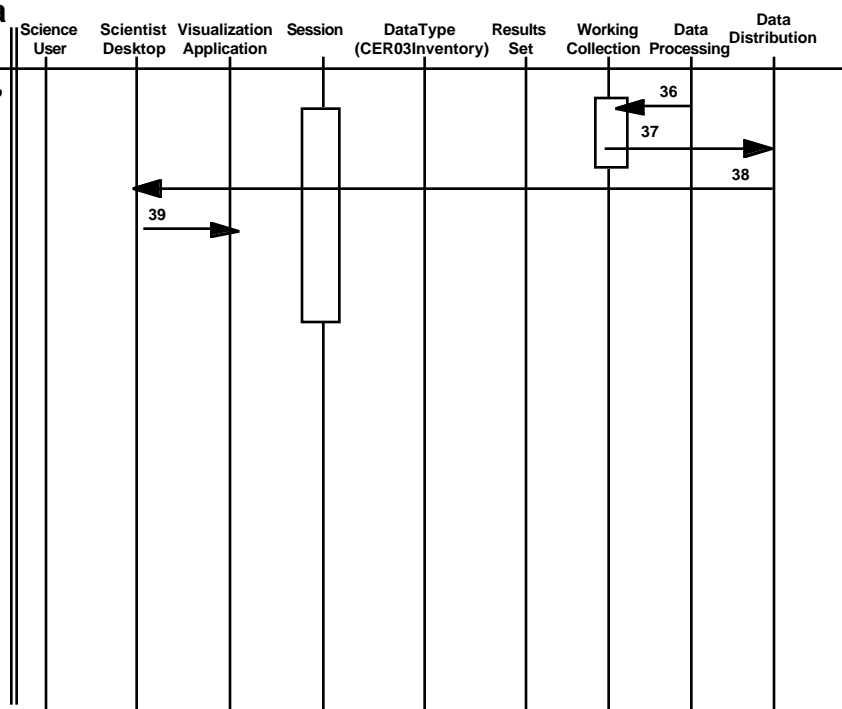 a
Science
User
Scientist
Desktop
Visualization
Application
Session
DataType
(CER03Inventory)
Results
Set
Working
Collection
Data
Processing
Data
Distribution
36
37
38
39